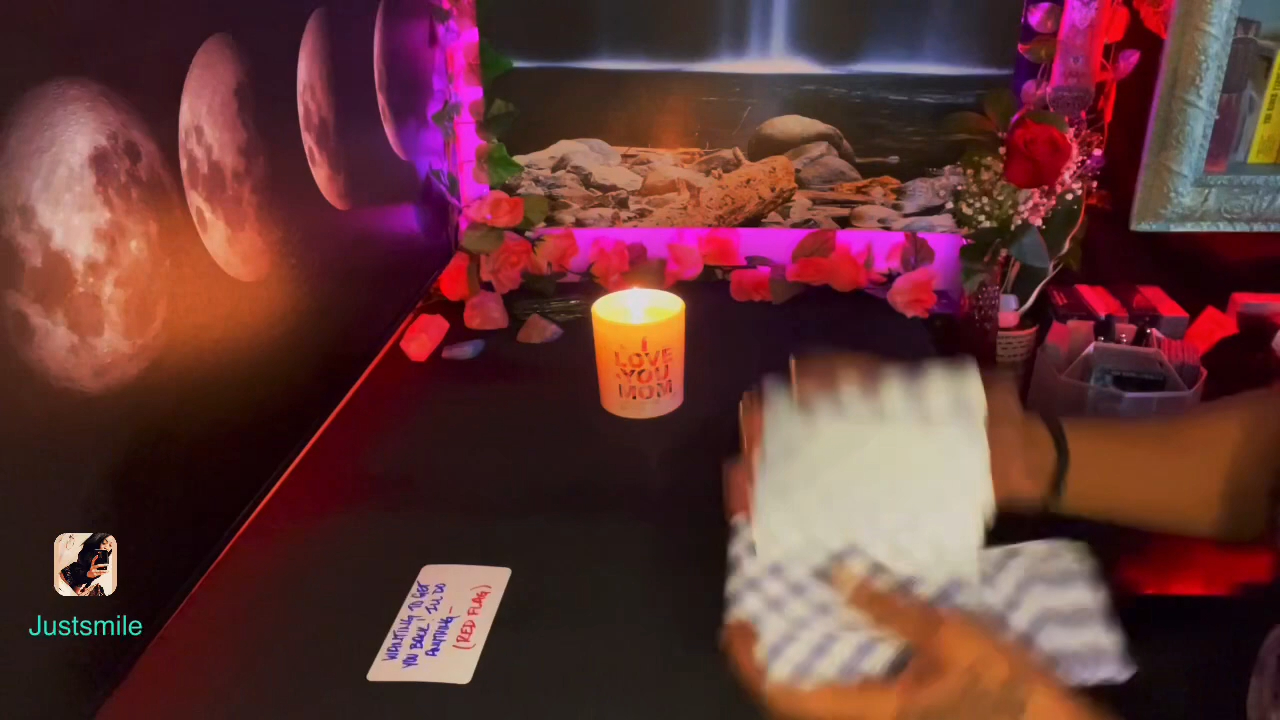 I
LOVE
YOU
MOM
WANTING TO GET
YOU BACK! I'LL DO
ANYTHING —
(RED FLAG)
Justsmile